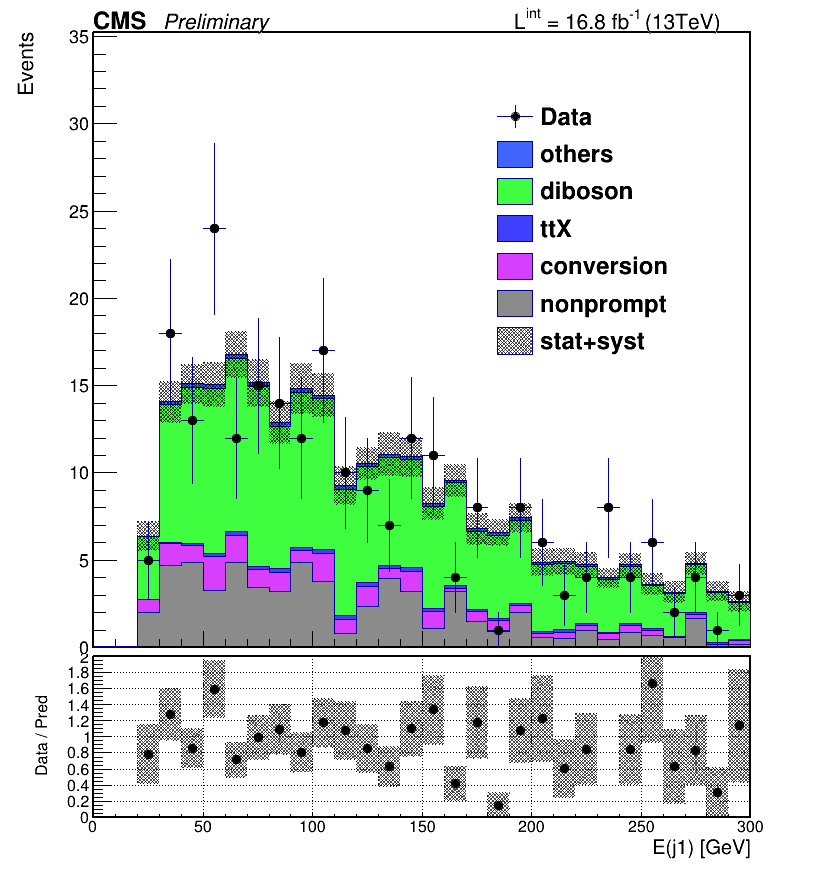 CMS Preliminary L^int = 16.8 fb^-1 (13TeV)
Events
35
30
25
20
15
10
5
0
Data
others
diboson
ttX
conversion
nonprompt
stat+syst
Data / Pred
2
1.8
1.6
1.4
1.2
1
0.8
0.6
0.4
0.2
0
0 50 100 150 200 250 300
E(j1) [GeV]